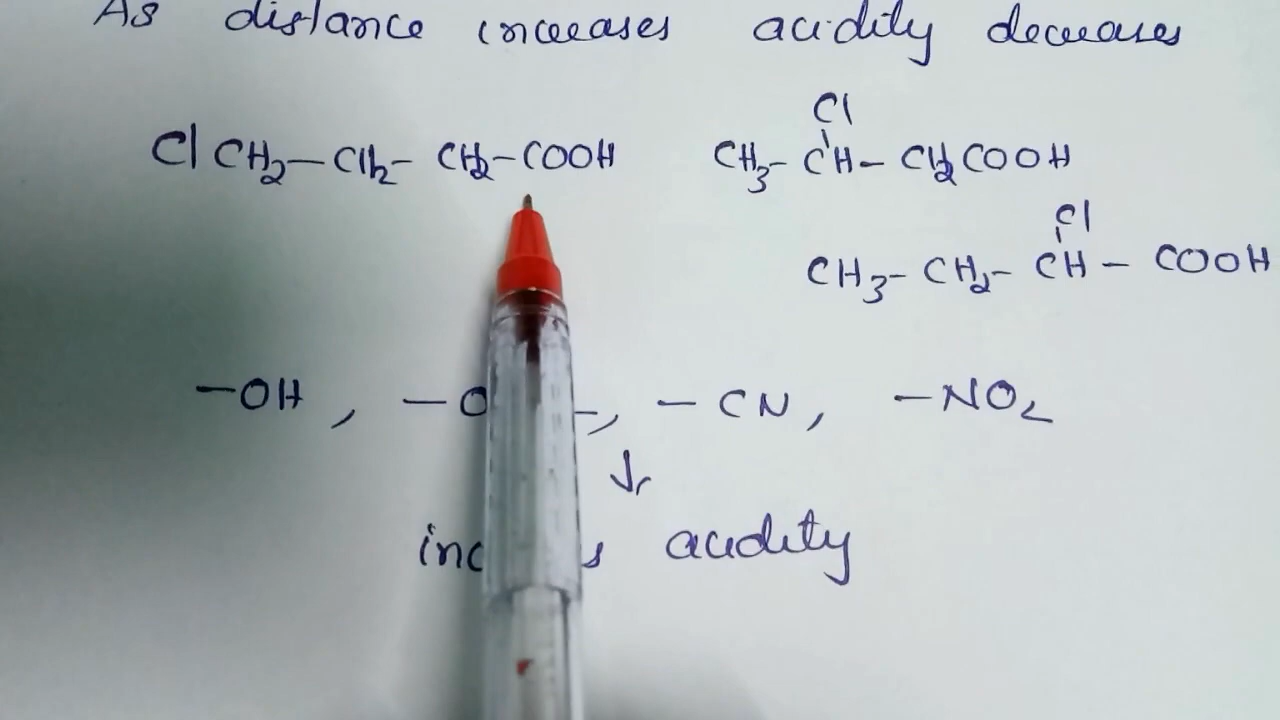 As distance increases acidity decreases
Cl
ClCH2–CH2–CH2–COOH CH3–CH–CH2COOH
Cl
CH3–CH2–CH–COOH
–OH, –CN, –NO2
↓
acidity